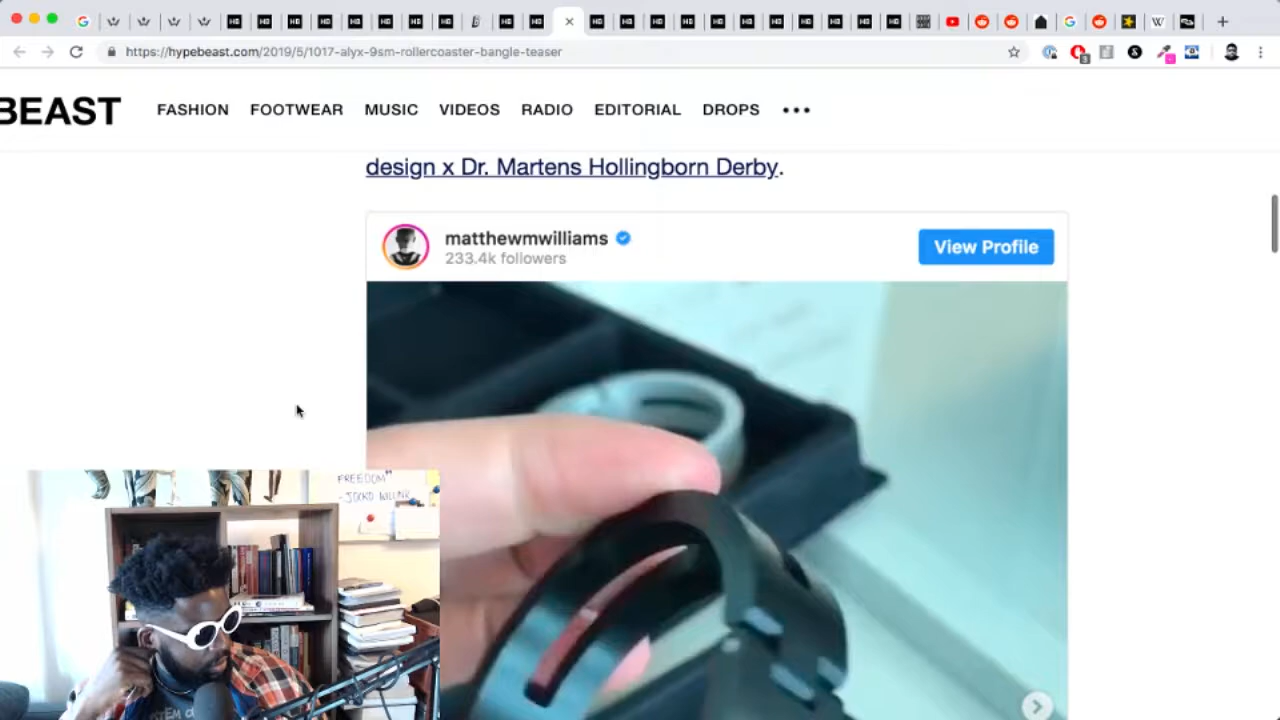 https://hypebeast.com/2019/5/1017-alyx-9sm-rollercoaster-bangle-teaser
BEAST
FASHION FOOTWEAR MUSIC VIDEOS RADIO EDITORIAL DROPS
design x Dr. Martens Hollingborn Derby.
matthewmwilliams
233.4k followers
View Profile
FREEDOM"